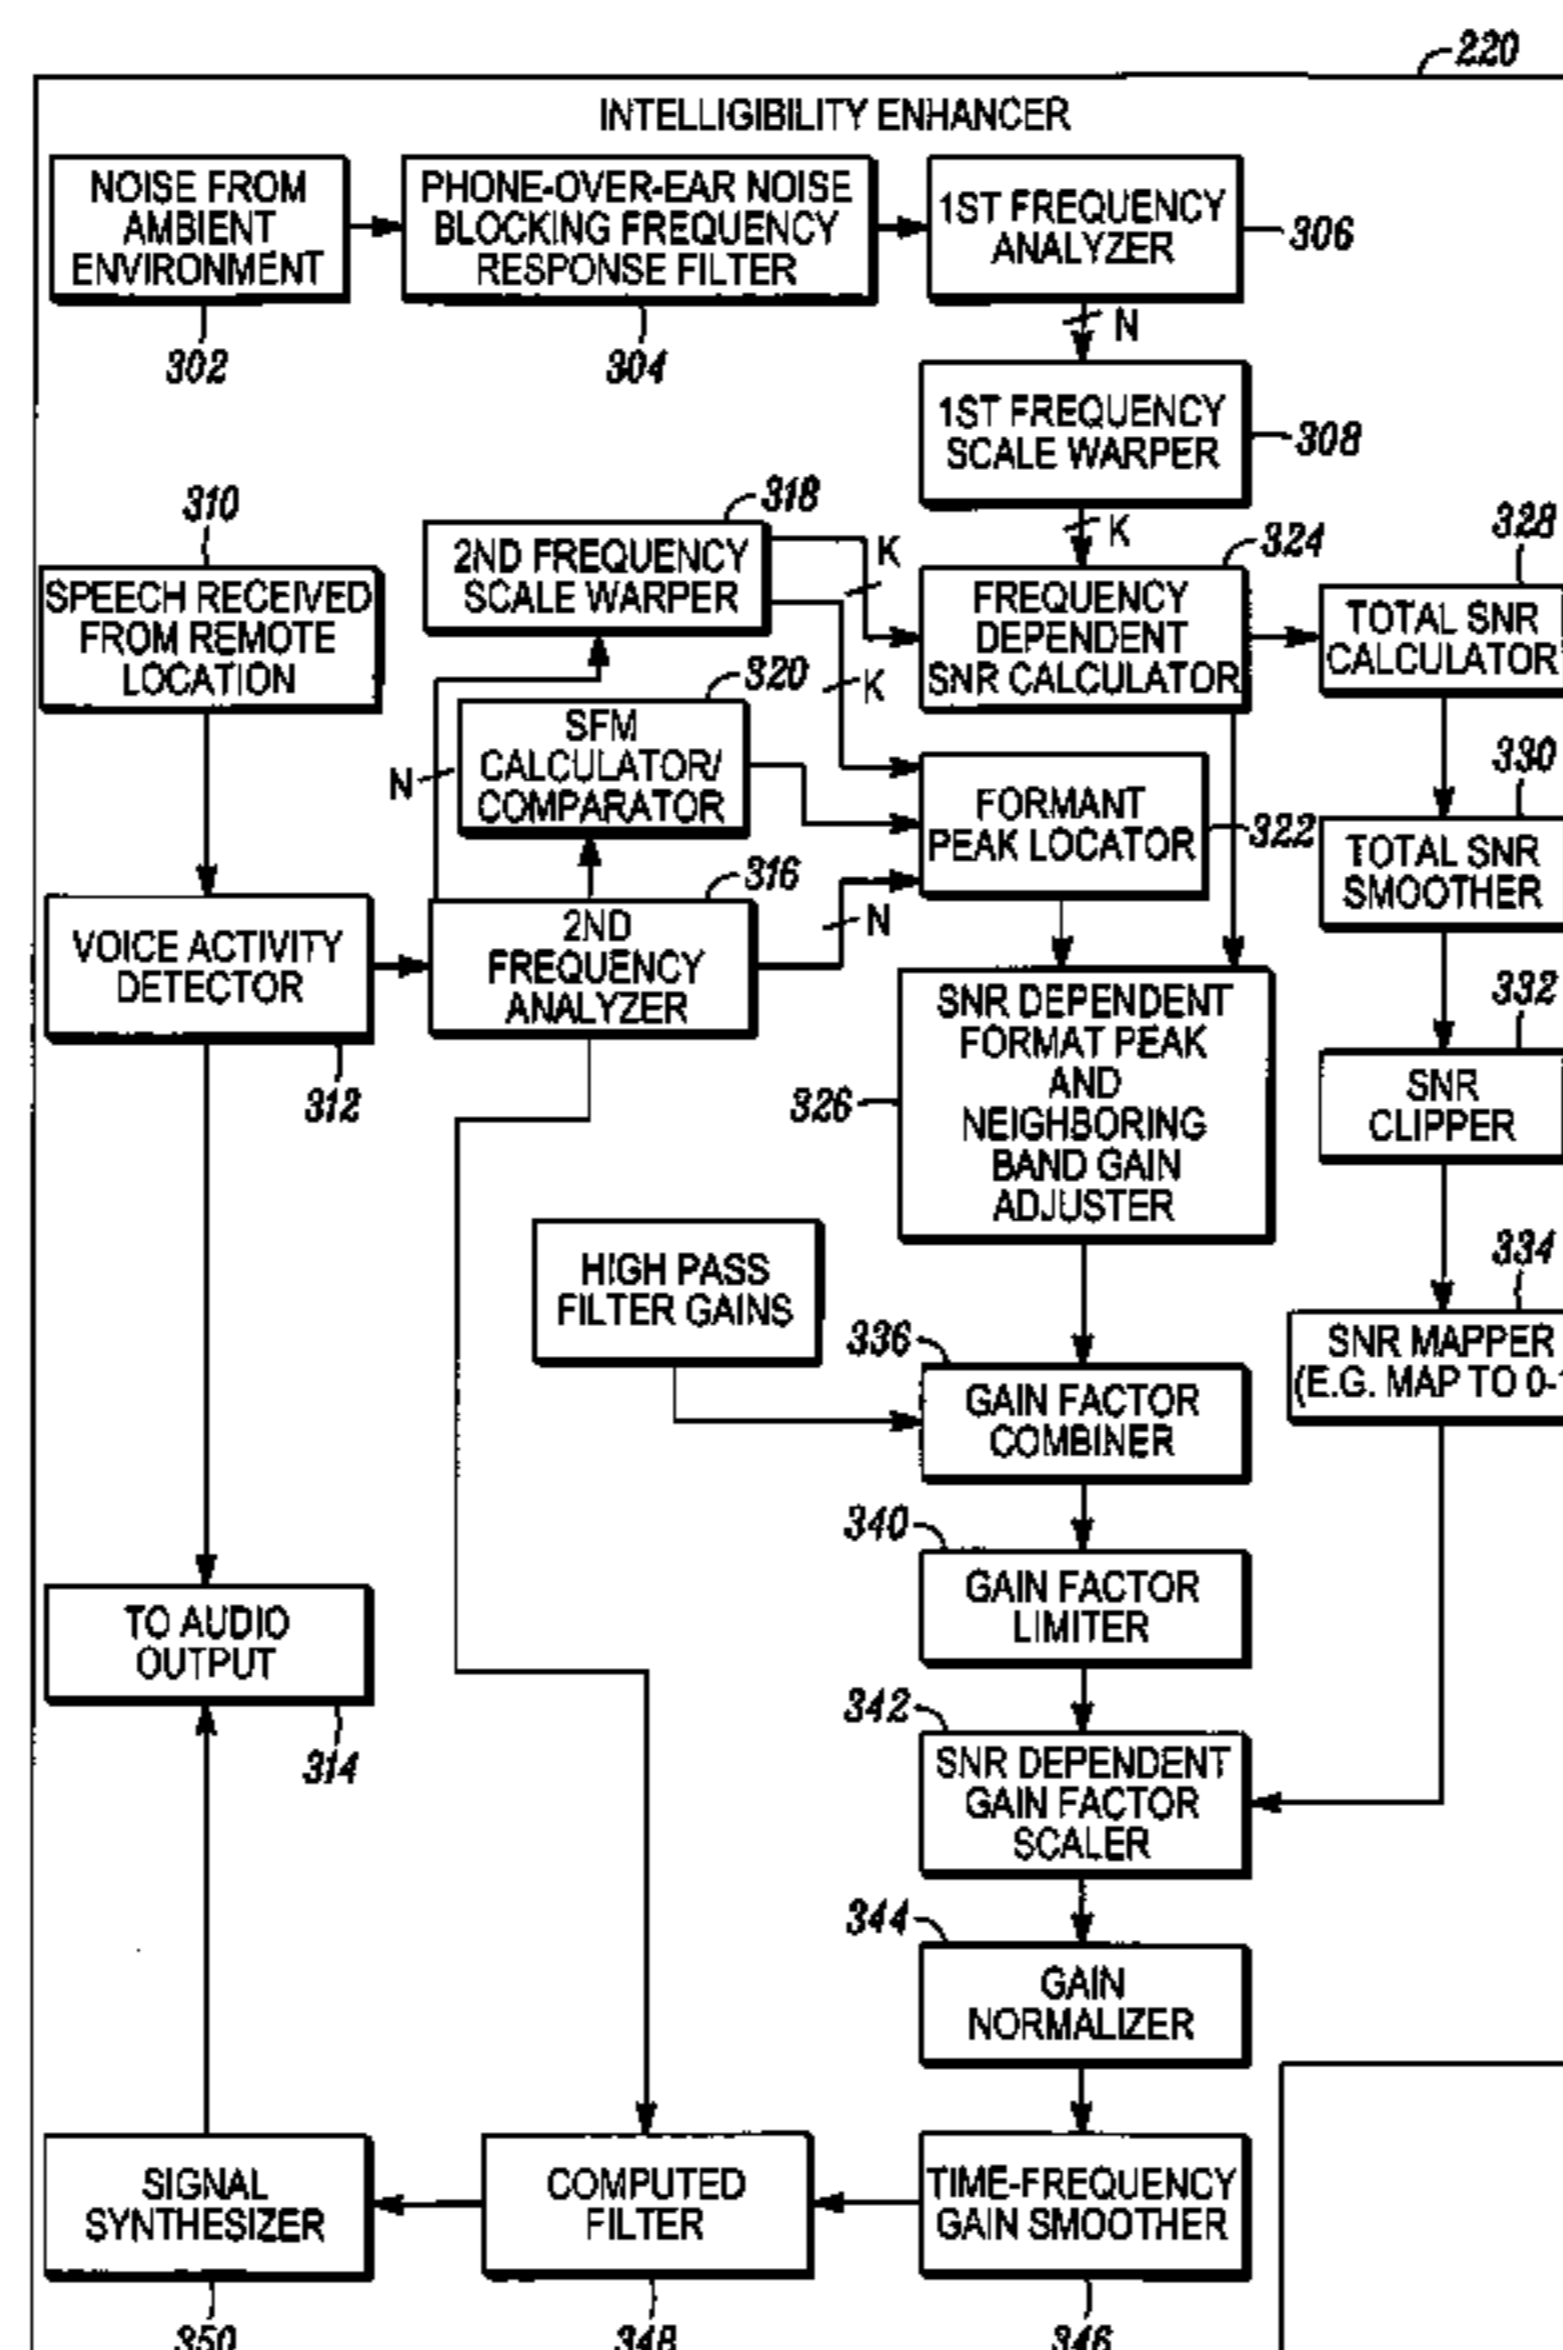 220
INTELLIGIBILITY ENHANCER
NOISE FROM
AMBIENT
ENVIRONMENT
302
PHONE-OVER-EAR NOISE
BLOCKING FREQUENCY
RESPONSE FILTER
304
1ST FREQUENCY
ANALYZER
306
N
1ST FREQUENCY
SCALE WARPER
308
K
310
SPEECH RECEIVED
FROM REMOTE
LOCATION
318
2ND FREQUENCY
SCALE WARPER
K
K
324
FREQUENCY
DEPENDENT
SNR CALCULATOR
328
TOTAL SNR
CALCULATOR
320
SFM
CALCULATOR/
COMPARATOR
N
FORMANT
PEAK LOCATOR
322
330
TOTAL SNR
SMOOTHER
VOICE ACTIVITY
DETECTOR
312
316
2ND
FREQUENCY
ANALYZER
N
SNR DEPENDENT
FORMAT PEAK
AND
NEIGHBORING
BAND GAIN
ADJUSTER
326
332
SNR
CLIPPER
HIGH PASS
FILTER GAINS
334
SNR MAPPER
(E.G. MAP TO 0-1
336
GAIN FACTOR
COMBINER
340
GAIN FACTOR
LIMITER
TO AUDIO
OUTPUT
314
342
SNR DEPENDENT
GAIN FACTOR
SCALER
344
GAIN
NORMALIZER
SIGNAL
SYNTHESIZER
350
COMPUTED
FILTER
348
TIME-FREQUENCY
GAIN SMOOTHER
346